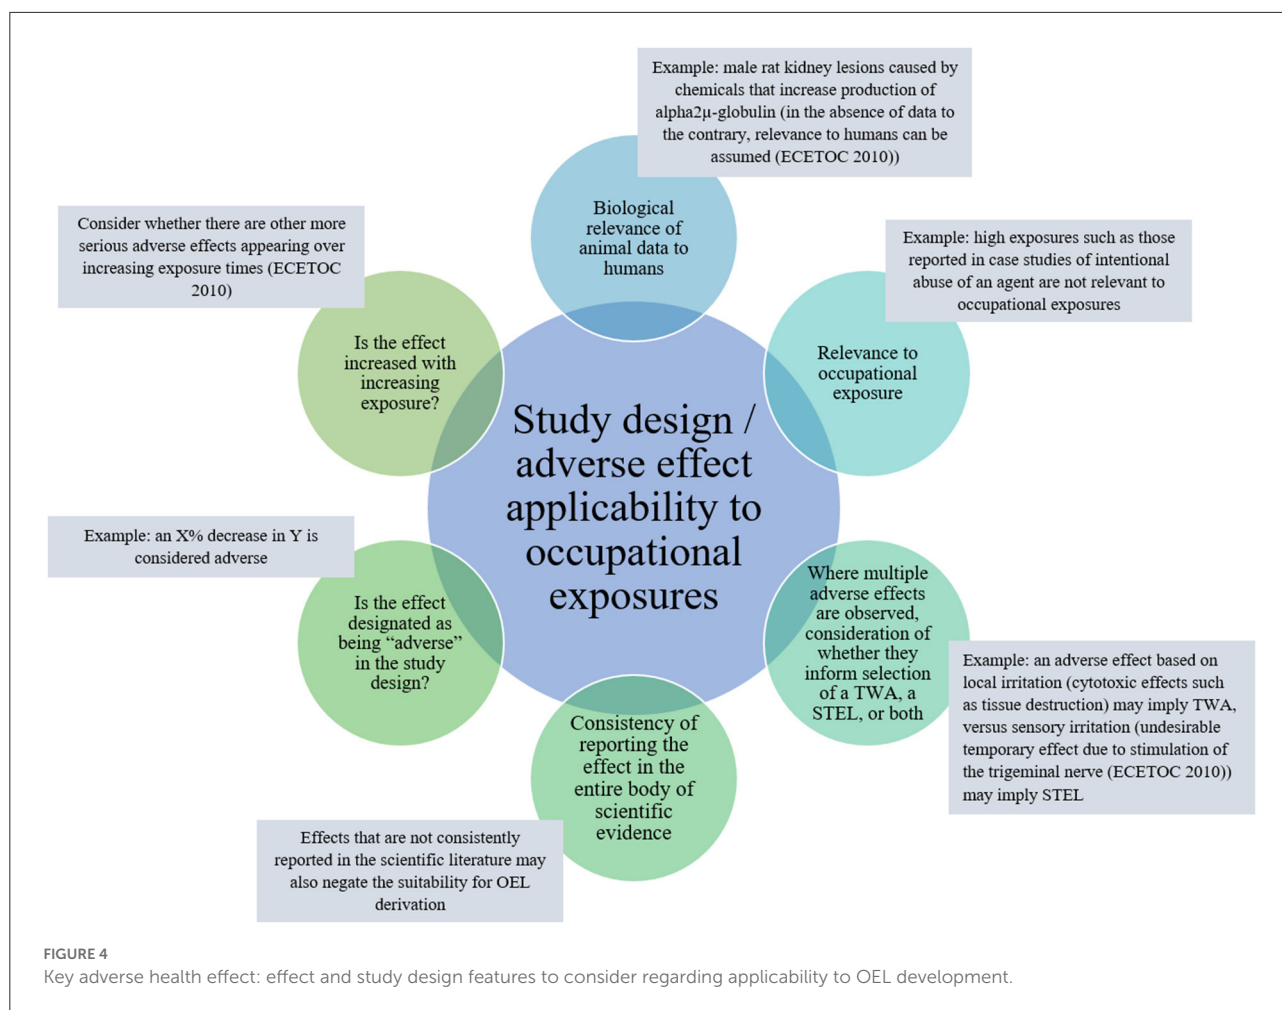 Example: male rat kidney lesions caused by
chemicals that increase production of
alpha2μ-globulin (in the absence of data to
the contrary, relevance to humans can be
assumed (ECETOC 2010))
Biological
relevance of
animal data to
humans
Example: high exposures such as those
reported in case studies of intentional
abuse of an agent are not relevant to
occupational exposures
Relevance to
occupational
exposure
Where multiple
adverse effects
are observed,
consideration of
whether they
inform selection
of a TWA, a
STEL, or both
Example: an adverse effect based on
local irritation (cytotoxic effects such
as tissue destruction) may imply TWA,
versus sensory irritation (undesirable
temporary effect due to stimulation of
the trigeminal nerve (ECETOC 2010))
may imply STEL
Consistency of
reporting the
effect in the
entire body of
scientific
evidence
Effects that are not consistently
reported in the scientific literature may
also negate the suitability for OEL
derivation
Is the effect
designated as
being “adverse”
in the study
design?
Example: an X% decrease in Y is
considered adverse
Is the effect
increased with
increasing
exposure?
Consider whether there are other more
serious adverse effects appearing over
increasing exposure times (ECETOC
2010)
Study design /
adverse effect
applicability to
occupational
exposures
FIGURE 4
Key adverse health effect: effect and study design features to consider regarding applicability to OEL development.